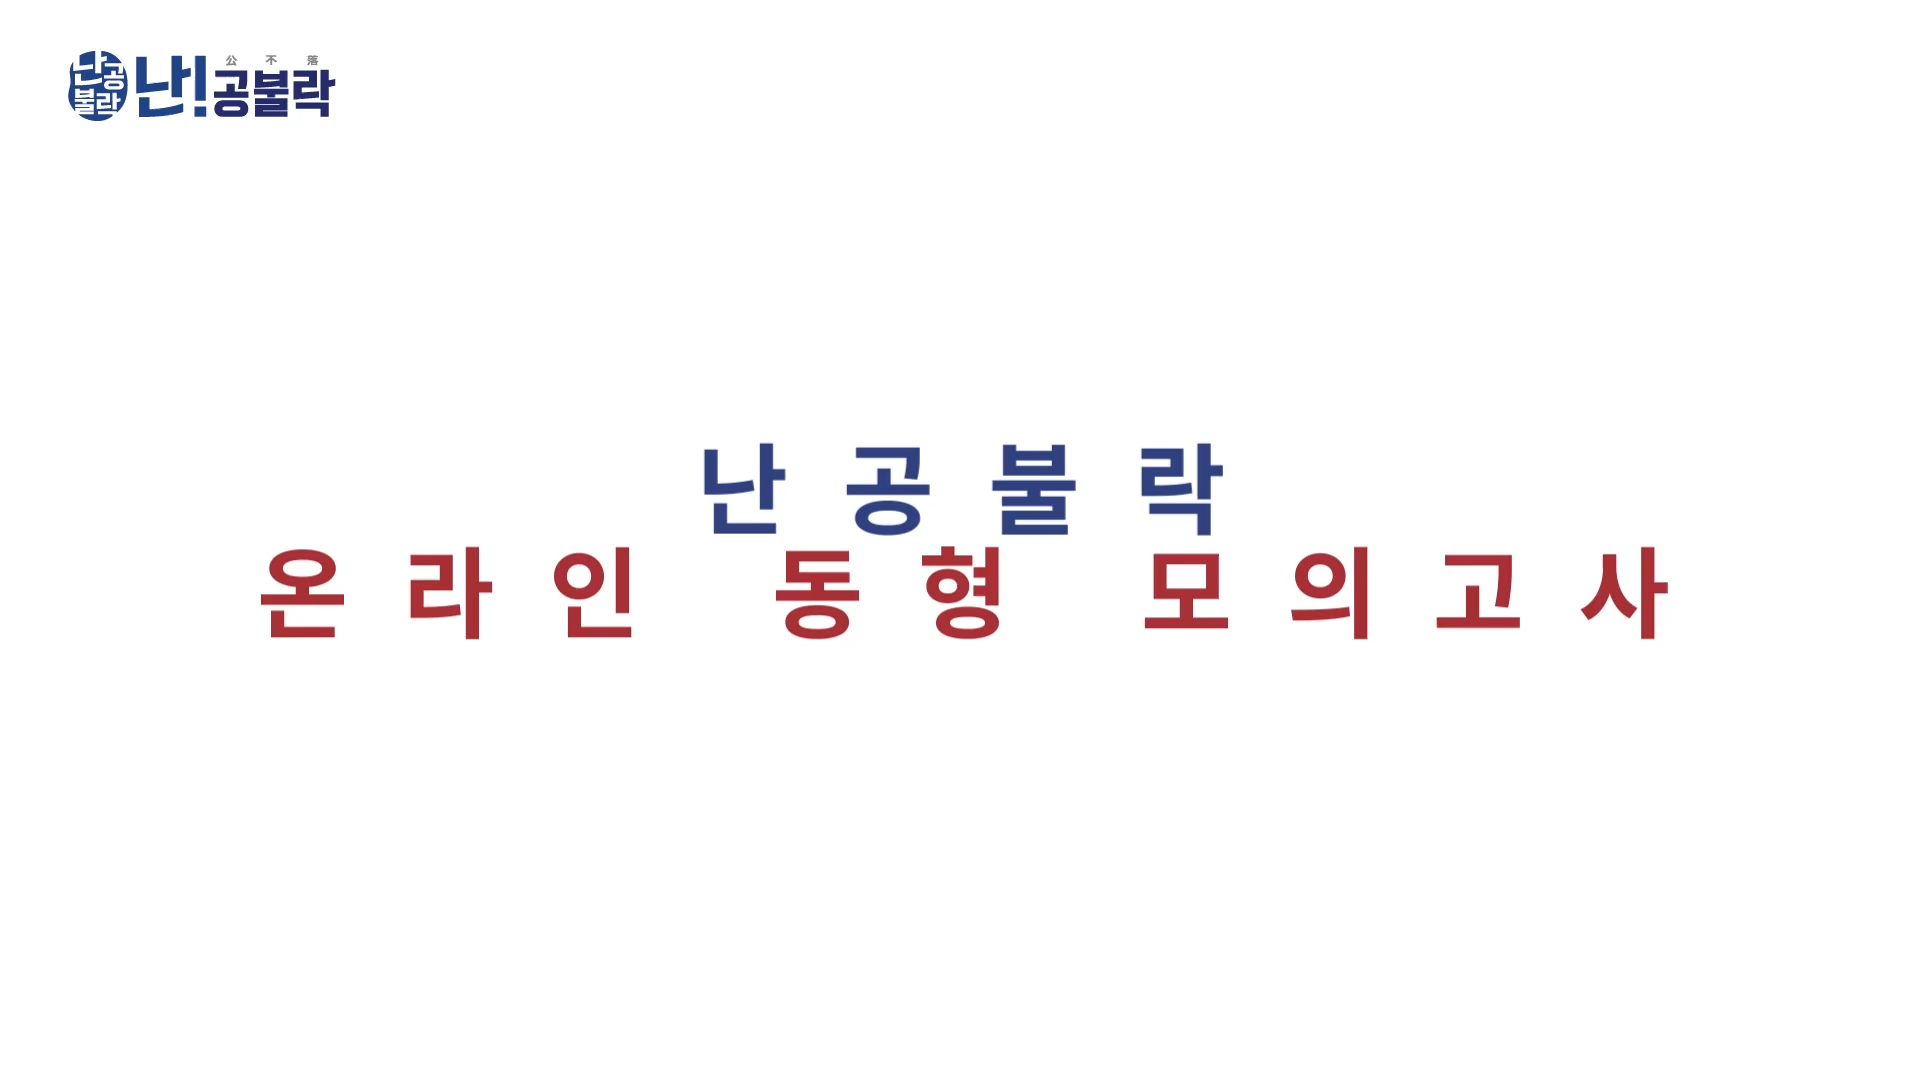 난공불락
公 不 落
난!공불락
난공불락
온라인 동형 모의고사